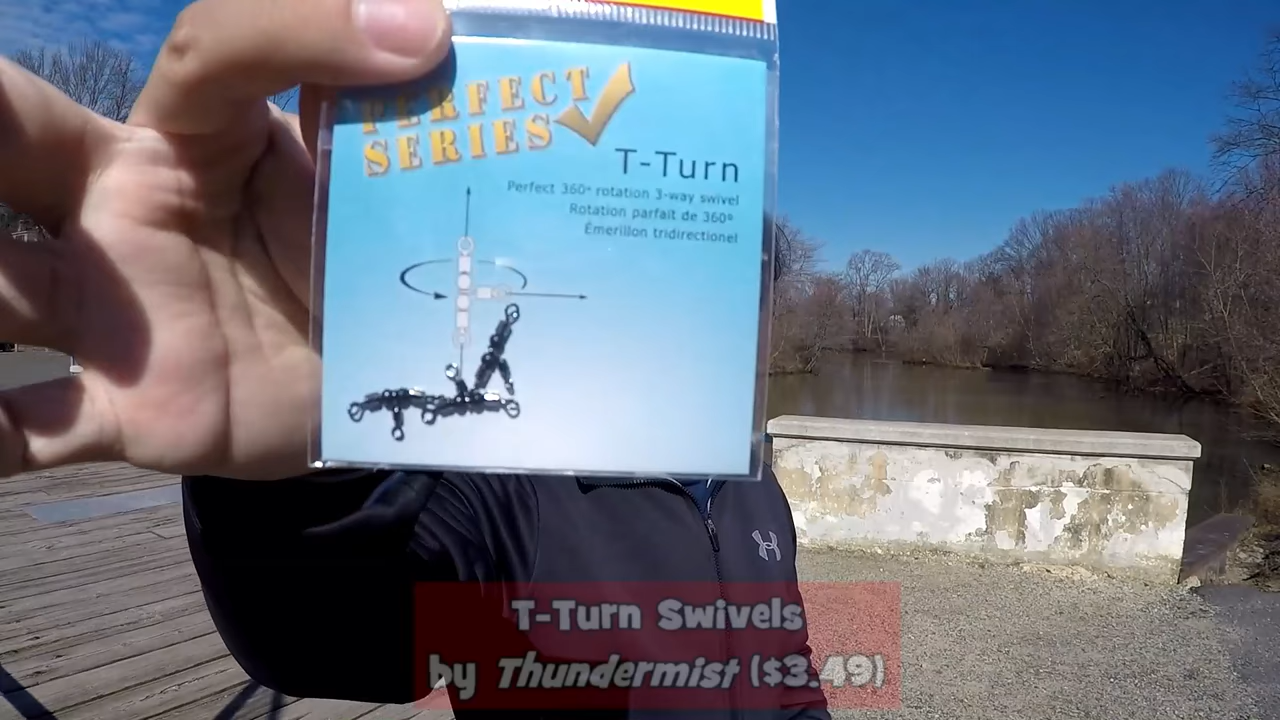 PERFECT
SERIES
T-Turn
Perfect 360° rotation 3-way swivel
Rotation parfait de 360°
Émerillon tridirectionel
T-Turn Swivels
by Thundermist ($3.49)